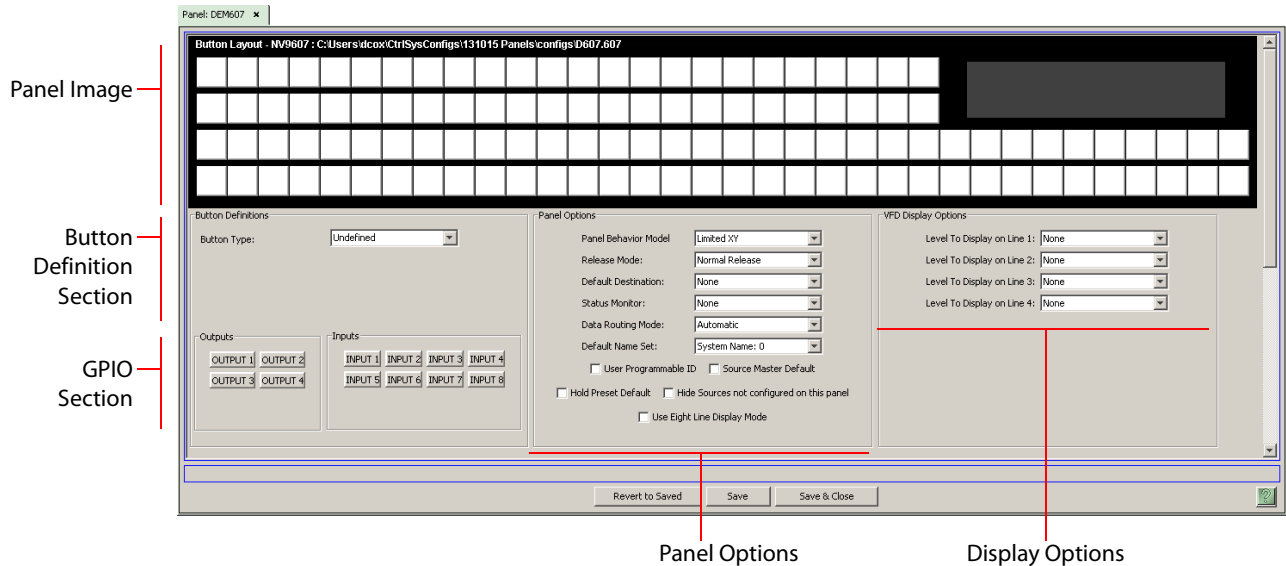 Panel: DEM607 ×
Button Layout - NV9607 : C:\Users\dcox\CtrlSysConfigs\131015 Panels\configs\D607.607
Panel Image
Button Definition Section
GPIO Section
Button Definitions
Button Type: Undefined
Outputs
OUTPUT 1 OUTPUT 2
OUTPUT 3 OUTPUT 4
Inputs
INPUT 1 INPUT 2 INPUT 3 INPUT 4
INPUT 5 INPUT 6 INPUT 7 INPUT 8
Panel Options
Panel Behavior Model Limited XY
Release Mode: Normal Release
Default Destination: None
Status Monitor: None
Data Routing Mode: Automatic
Default Name Set: System Name: 0
User Programmable ID Source Master Default
Hold Preset Default Hide Sources not configured on this panel
Use Eight Line Display Mode
VFD Display Options
Level To Display on Line 1: None
Level To Display on Line 2: None
Level To Display on Line 3: None
Level To Display on Line 4: None
Revert to Saved Save Save & Close ?
Panel Options
Display Options